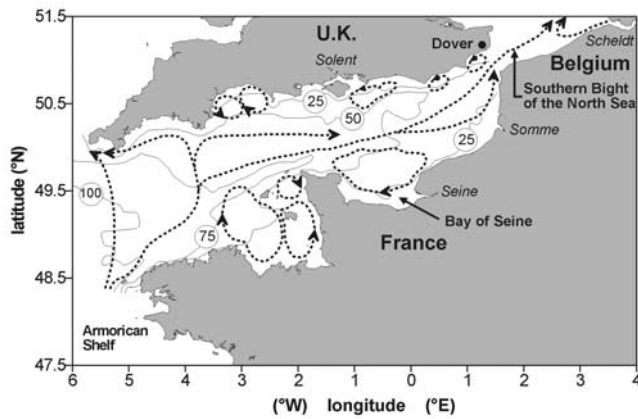 51.5
50.5
49.5
48.5
47.5
latitude (°N)
U.K.
Dover
Solent
Scheldt
Belgium
Southern Bight
of the North Sea
25
50
25
Somme
100
75
Seine
Bay of Seine
France
Armorican
Shelf
6 5 4 3 2 1 0 1 2 3 4
(°W) longitude (°E)